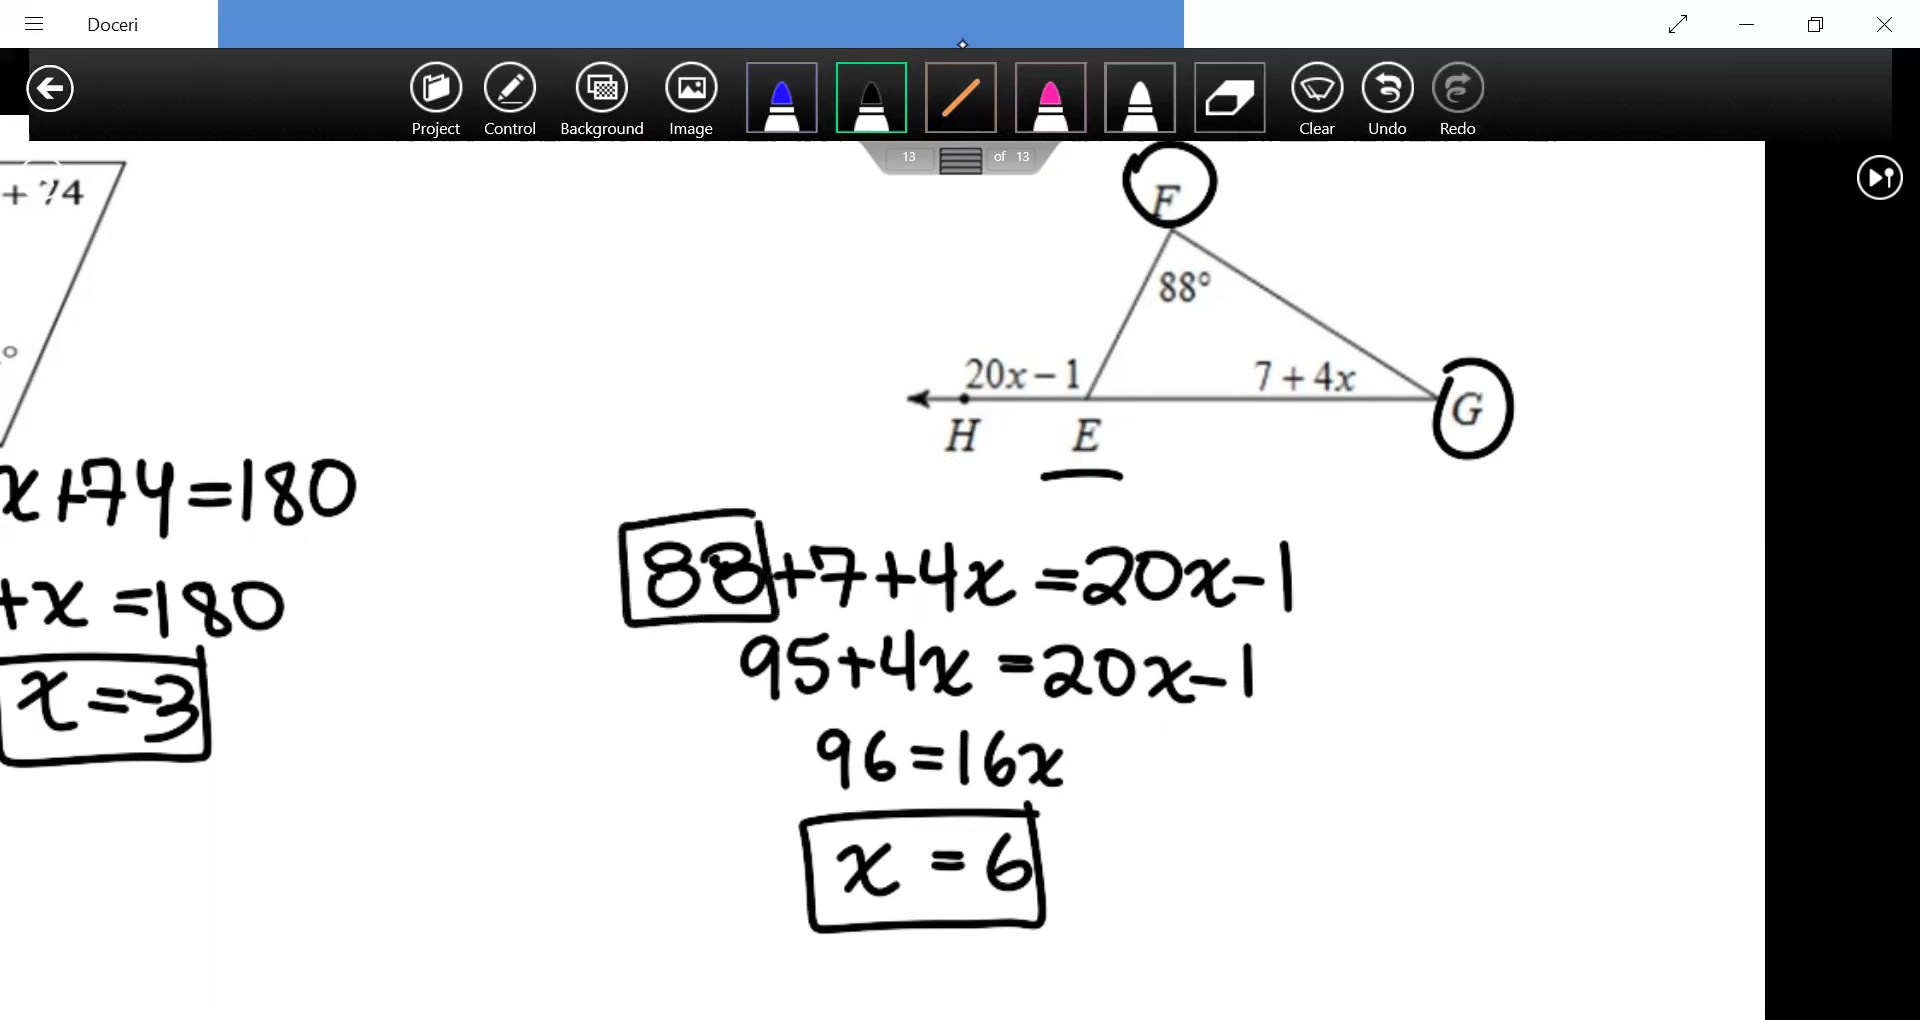 Doceri
Project Control Background Image Clear Undo Redo
13 of 13
+ 74
°
x+74=180
+x=180
x=-3
F
88°
20x − 1
7 + 4x
H
E
G
88+7+4x=20x-1
95+4x=20x-1
96=16x
x=6